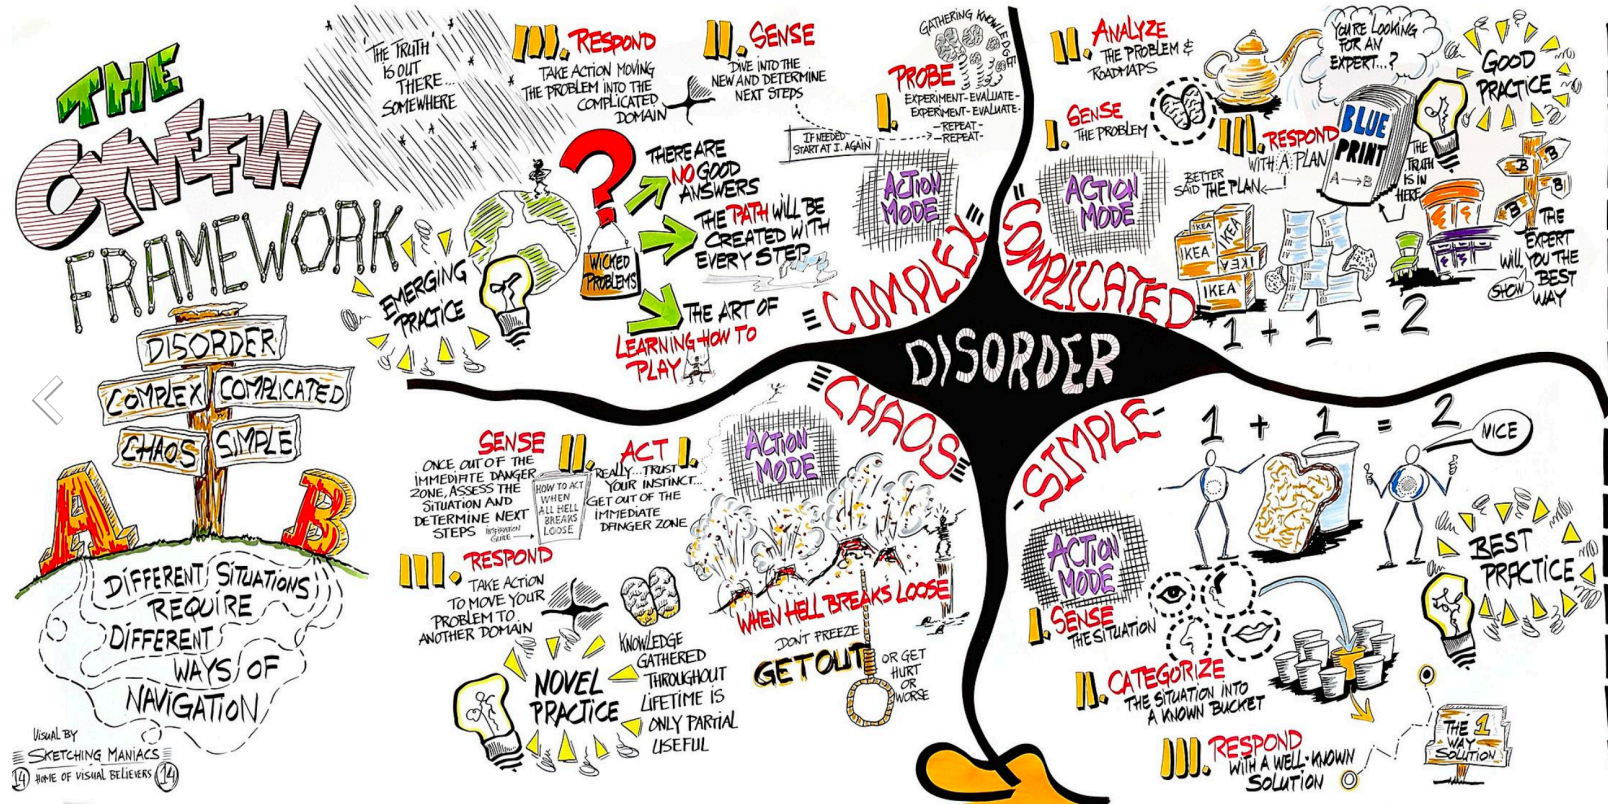 THE
CYNEFIN
FRAMEWORK
DISORDER
COMPLEX
COMPLICATED
CHAOS
SIMPLE
A
B
DIFFERENT SITUATIONS
REQUIRE
DIFFERENT
WAYS OF
NAVIGATION
VISUAL BY
SKETCHING MANIACS
HOME OF VISUAL BELIEVERS
14
14
'THE TRUTH'
IS OUT
THERE...
SOMEWHERE
III. RESPOND
TAKE ACTION MOVING
THE PROBLEM INTO THE
COMPLICATED
DOMAIN
II. SENSE
DIVE INTO THE
NEW AND DETERMINE
NEXT STEPS
GATHERING KNOWLEDGE
I. PROBE
EXPERIMENT-EVALUATE-
EXPERIMENT-EVALUATE-
-REPEAT-
-REPEAT-
IF NEEDED
START AT I. AGAIN
ACTION
MODE
?
WICKED
PROBLEMS
THERE ARE
NO GOOD
ANSWERS
THE PATH WILL BE
CREATED WITH
EVERY STEP
THE ART OF
LEARNING HOW TO
PLAY
EMERGING
PRACTICE
=COMPLEX=
II. ANALYZE
THE PROBLEM &
ROADMAPS
I. SENSE
THE PROBLEM
III. RESPOND
WITH A PLAN
BETTER
SAID THE PLAN
ACTION
MODE
YOU'RE LOOKING
FOR AN
EXPERT...?
BLUE
PRINT
A→B
THE
TRUTH
IS IN
HERE
GOOD
PRACTICE
B
B
B
THE
EXPERT
WILL YOU THE
SHOW BEST
WAY
IKEA
IKEA
IKEA
IKEA
IKEA
1 + 1 = 2
=COMPLICATED=
DISORDER
=CHAOS=
ACTION
MODE
ACT I.
REALLY...TRUST
YOUR INSTINCT...
GET OUT OF THE
IMMEDIATE
DANGER ZONE
SENSE II.
ONCE OUT OF THE
IMMEDIATE DANGER
ZONE, ASSESS THE
SITUATION AND
DETERMINE NEXT
STEPS
INSPIRATION
GUIDE
HOW TO ACT
WHEN
ALL HELL
BREAKS
LOOSE
III. RESPOND
TAKE ACTION
TO MOVE YOUR
PROBLEM TO
ANOTHER DOMAIN
NOVEL
PRACTICE
KNOWLEDGE
GATHERED
THROUGHOUT
LIFETIME IS
ONLY PARTIAL
USEFUL
WHEN HELL BREAKS LOOSE
DON'T FREEZE
GET OUT
OR GET
HURT
OR
WORSE
-SIMPLE-
1 + 1 = 2
NICE
ACTION
MODE
I. SENSE
THE SITUATION
II. CATEGORIZE
THE SITUATION INTO
A KNOWN BUCKET
III. RESPOND
WITH A WELL-KNOWN
SOLUTION
BEST
PRACTICE
THE 1
WAY
SOLUTION